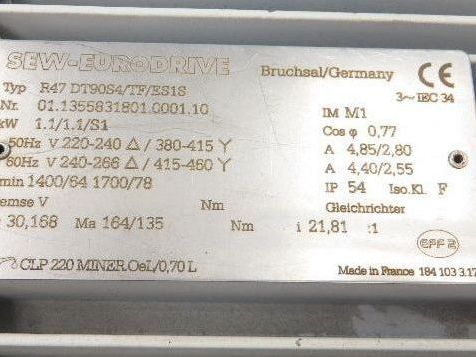 SEW-EURODRIVE Bruchsal/Germany CE
Typ R47 DT90S4/TF/ES1S 3~IEC 34
Nr. 01.1355831801.0001.10 IM M1
kW 1.1/1.1/S1 Cos φ 0,77
50Hz V 220-240 Δ / 380-415 Y A 4,85/2,80
60Hz V 240-266 Δ / 415-460 Y A 4,40/2,55
min 1400/64 1700/78 IP 54 Iso.Kl. F
emse V Nm Gleichrichter
30,168 Ma 164/135 Nm i 21,81 :1
EFF 2
CLP 220 MINER.OeL/0,70 L Made in France 184 103 3.17